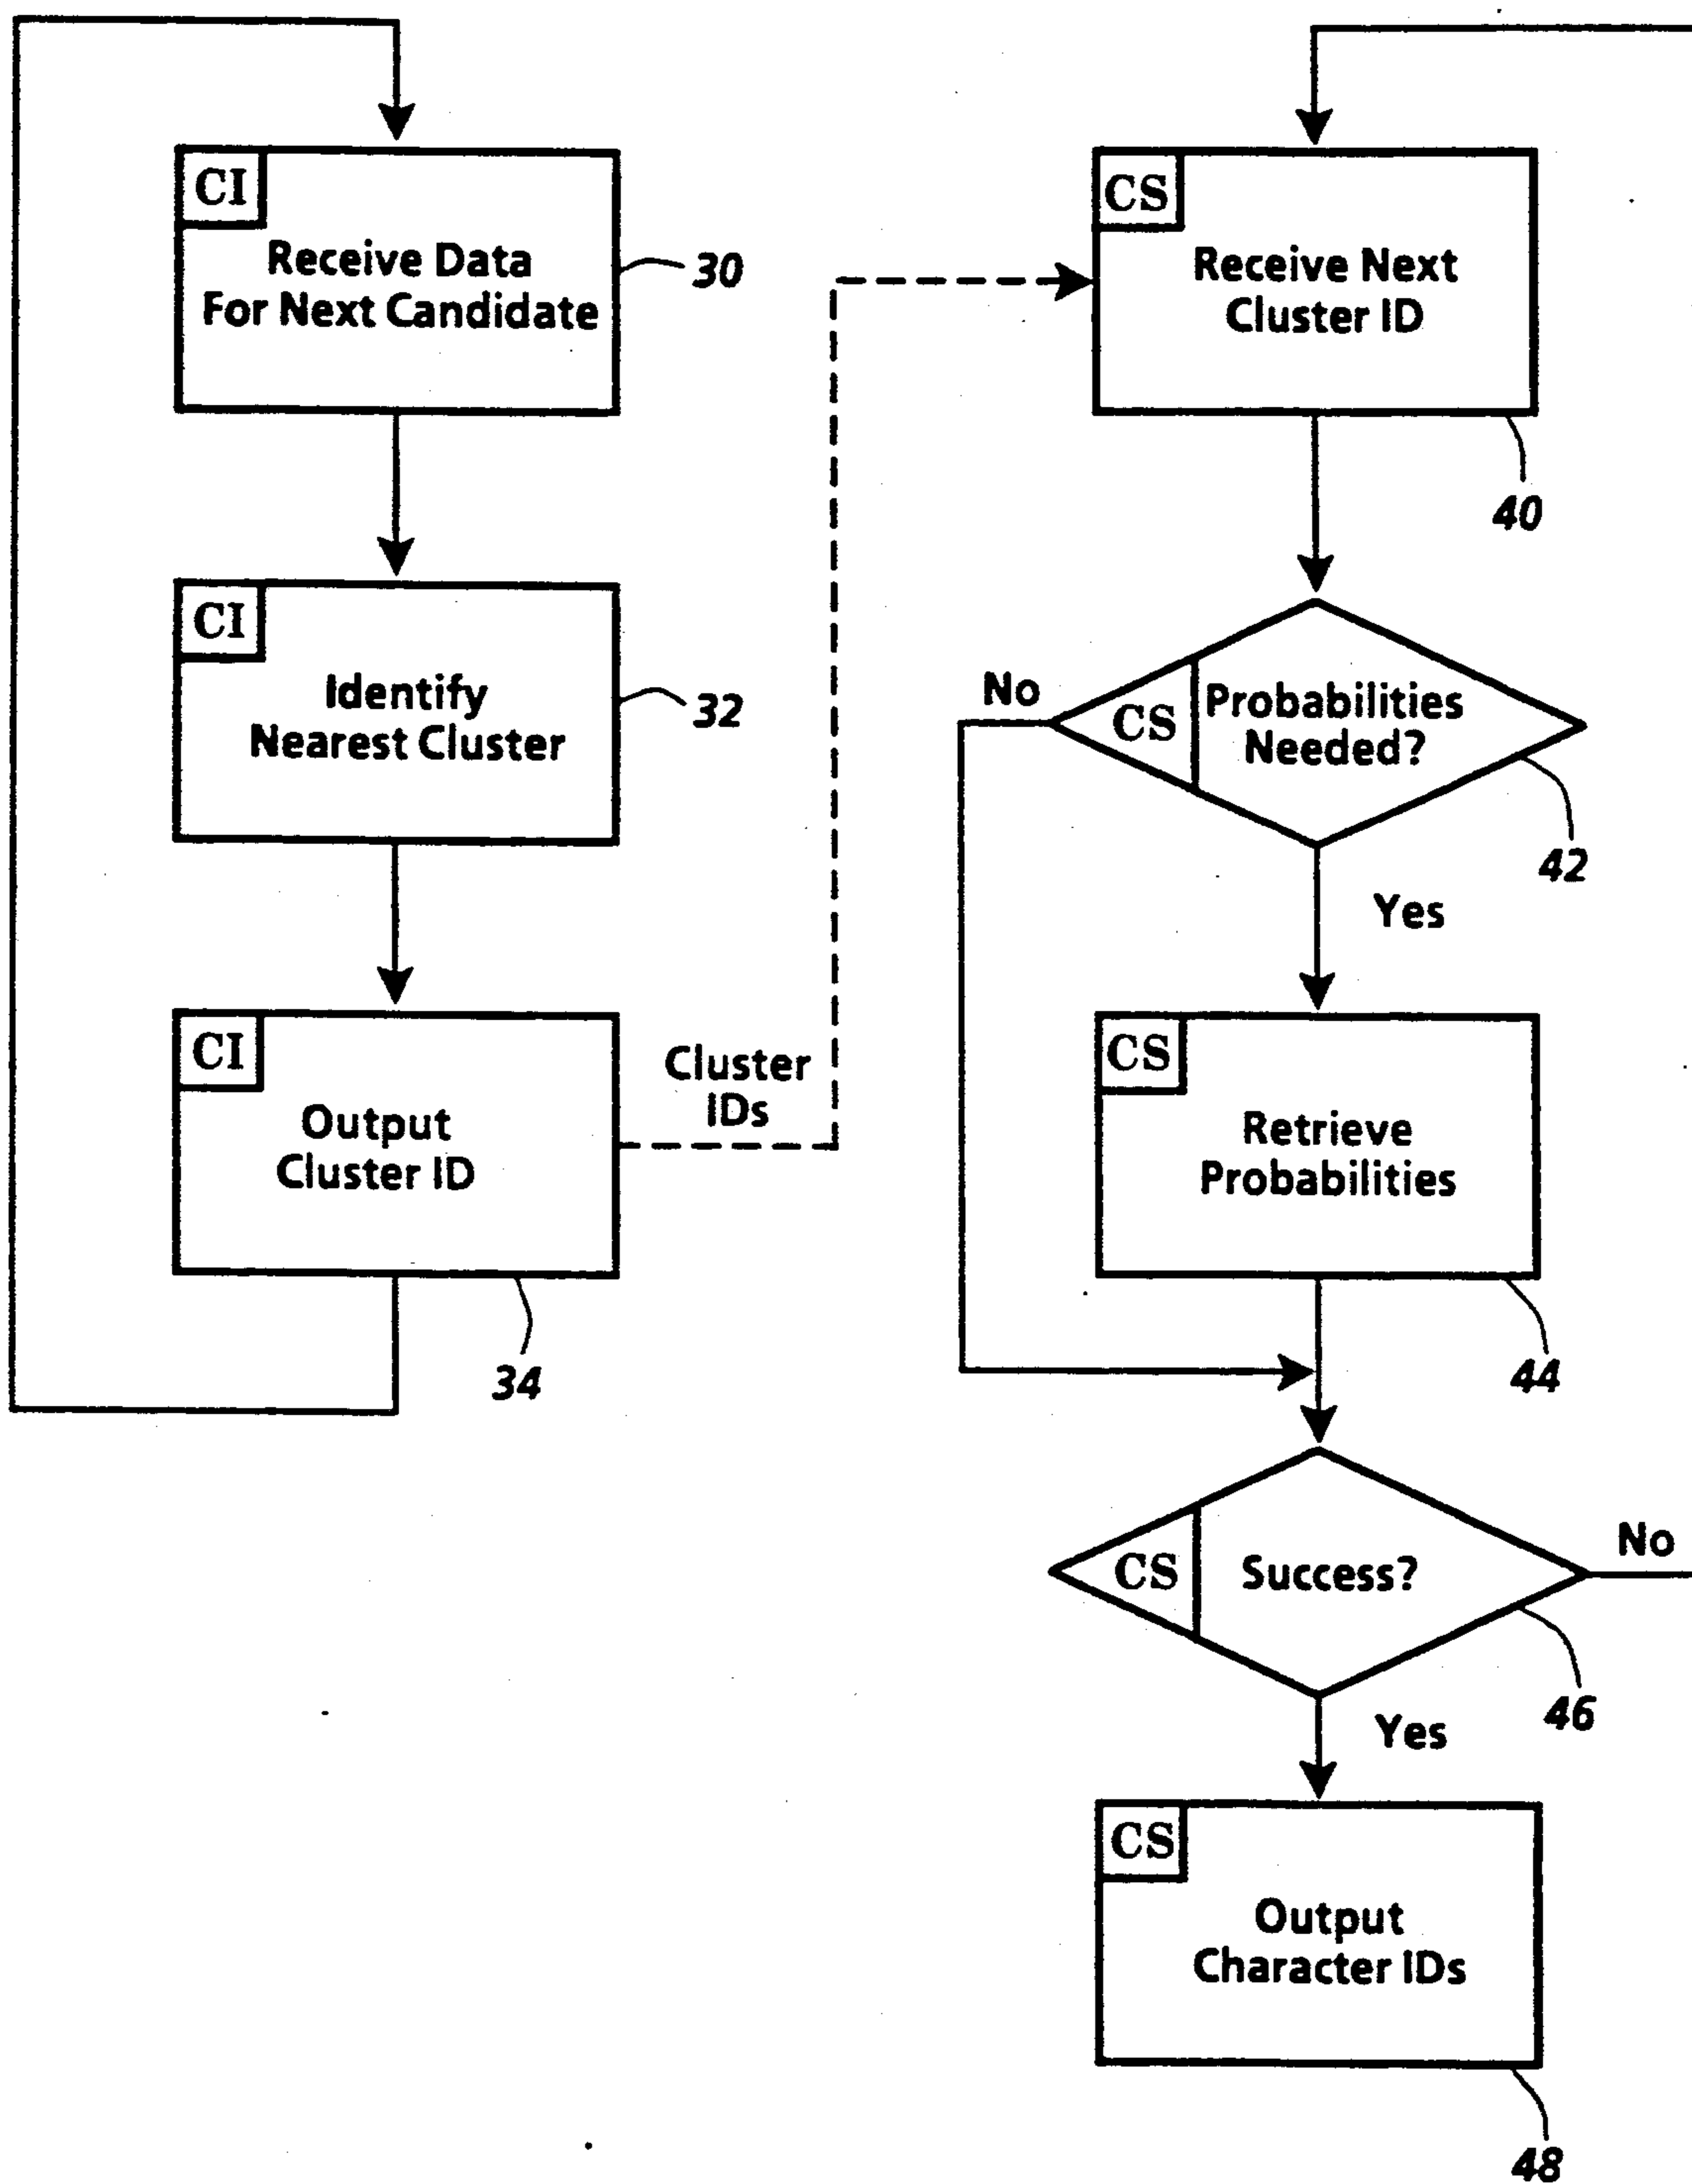 CI
Receive Data
For Next Candidate
30
CI
Identify
Nearest Cluster
32
CI
Output
Cluster ID
34
Cluster
IDs
CS
Receive Next
Cluster ID
40
No
CS
Probabilities
Needed?
42
Yes
CS
Retrieve
Probabilities
44
CS
Success?
No
46
Yes
CS
Output
Character IDs
48